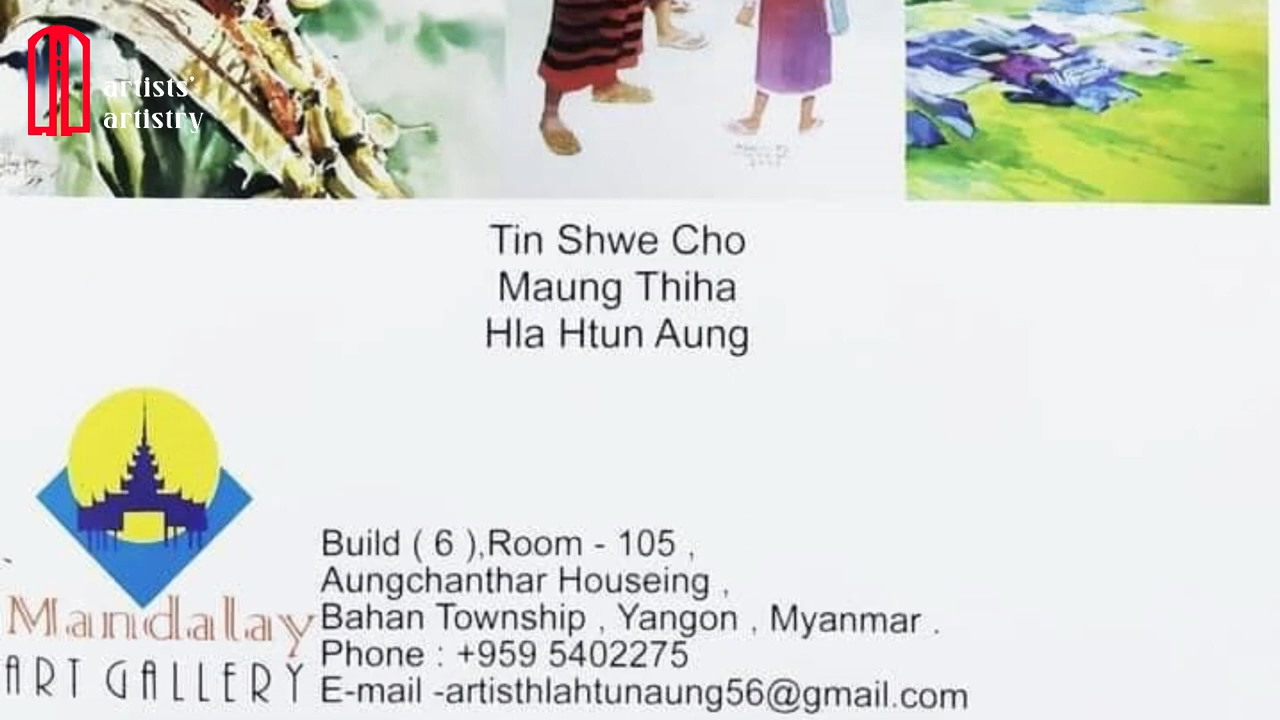 artists'
artistry
Tin Shwe Cho
Maung Thiha
Hla Htun Aung
Mandalay
ART GALLERY
Build ( 6 ),Room - 105 ,
Aungchanthar Houseing ,
Bahan Township , Yangon , Myanmar .
Phone : +959 5402275
E-mail -artisthlahtunaung56@gmail.com